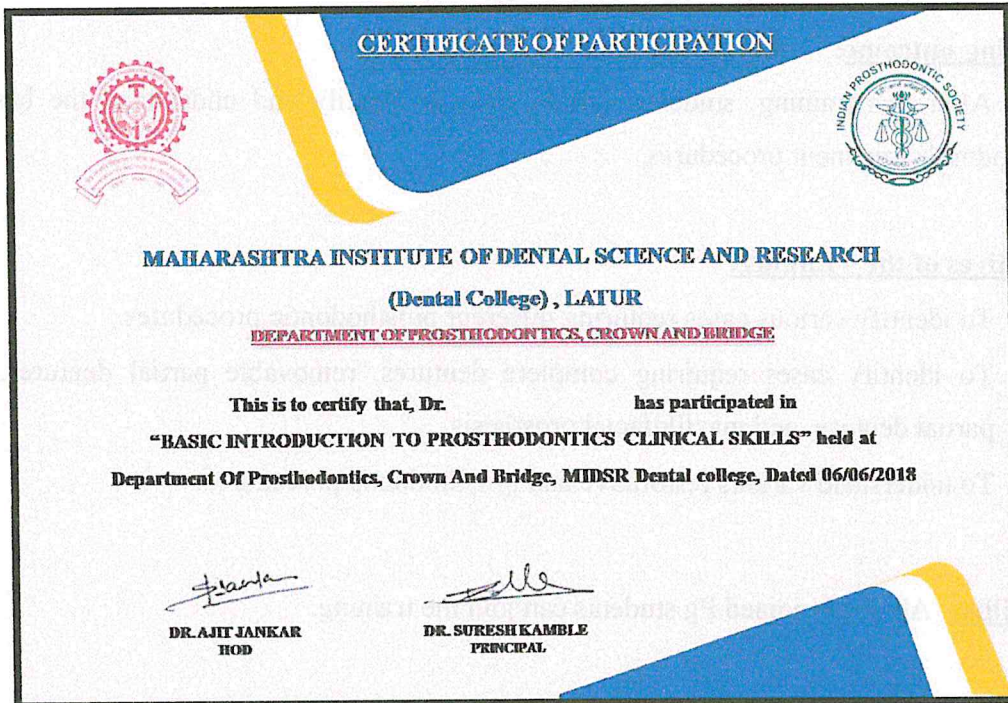 CERTIFICATE OF PARTICIPATION
INDIAN PROSTHODONTIC SOCIETY
MAHARASHTRA INSTITUTE OF DENTAL SCIENCE AND RESEARCH
(Dental College) , LATUR
DEPARTMENT OF PROSTHODONTICS, CROWN AND BRIDGE
This is to certify that, Dr. has participated in
“BASIC INTRODUCTION TO PROSTHODONTICS CLINICAL SKILLS” held at
Department Of Prosthodontics, Crown And Bridge, MIDSR Dental college, Dated 06/06/2018
DR. AJIT JANKAR
HOD
DR. SURESH KAMBLE
PRINCIPAL